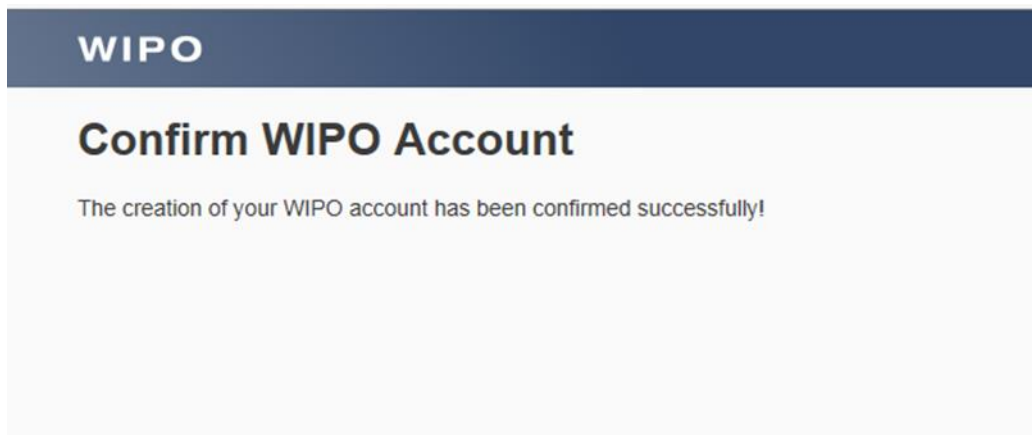 WIPO
Confirm WIPO Account
The creation of your WIPO account has been confirmed successfully!